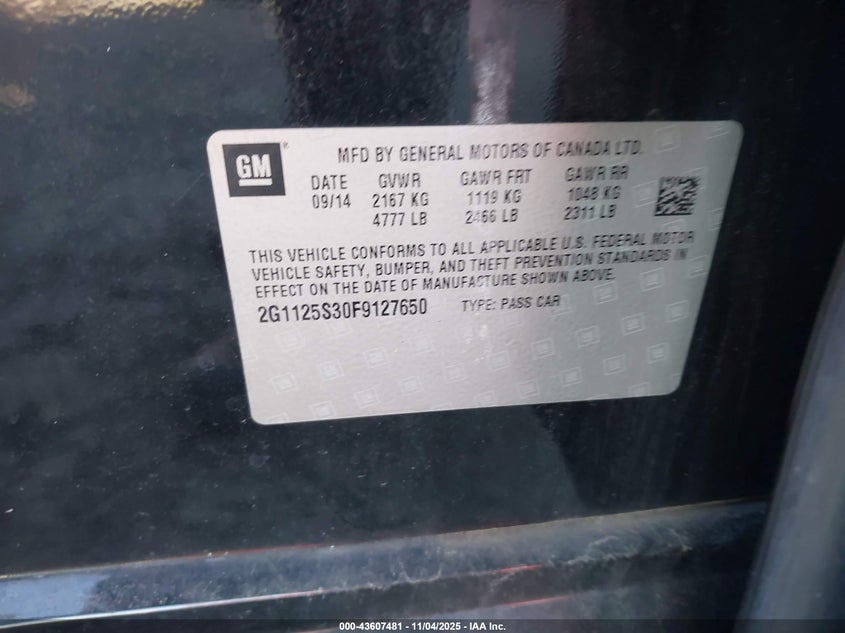 GM
MFD BY GENERAL MOTORS OF CANADA LTD.
DATE GVWR GAWR FRT GAWR RR
09/14 2167 KG 1119 KG 1048 KG
4777 LB 2466 LB 2311 LB
THIS VEHICLE CONFORMS TO ALL APPLICABLE U.S. FEDERAL MOTOR
VEHICLE SAFETY, BUMPER, AND THEFT PREVENTION STANDARDS IN
EFFECT ON THE DATE OF MANUFACTURE SHOWN ABOVE.
2G1125S30F9127650 TYPE: PASS CAR
000-43607481 - 11/04/2025 - IAA Inc.